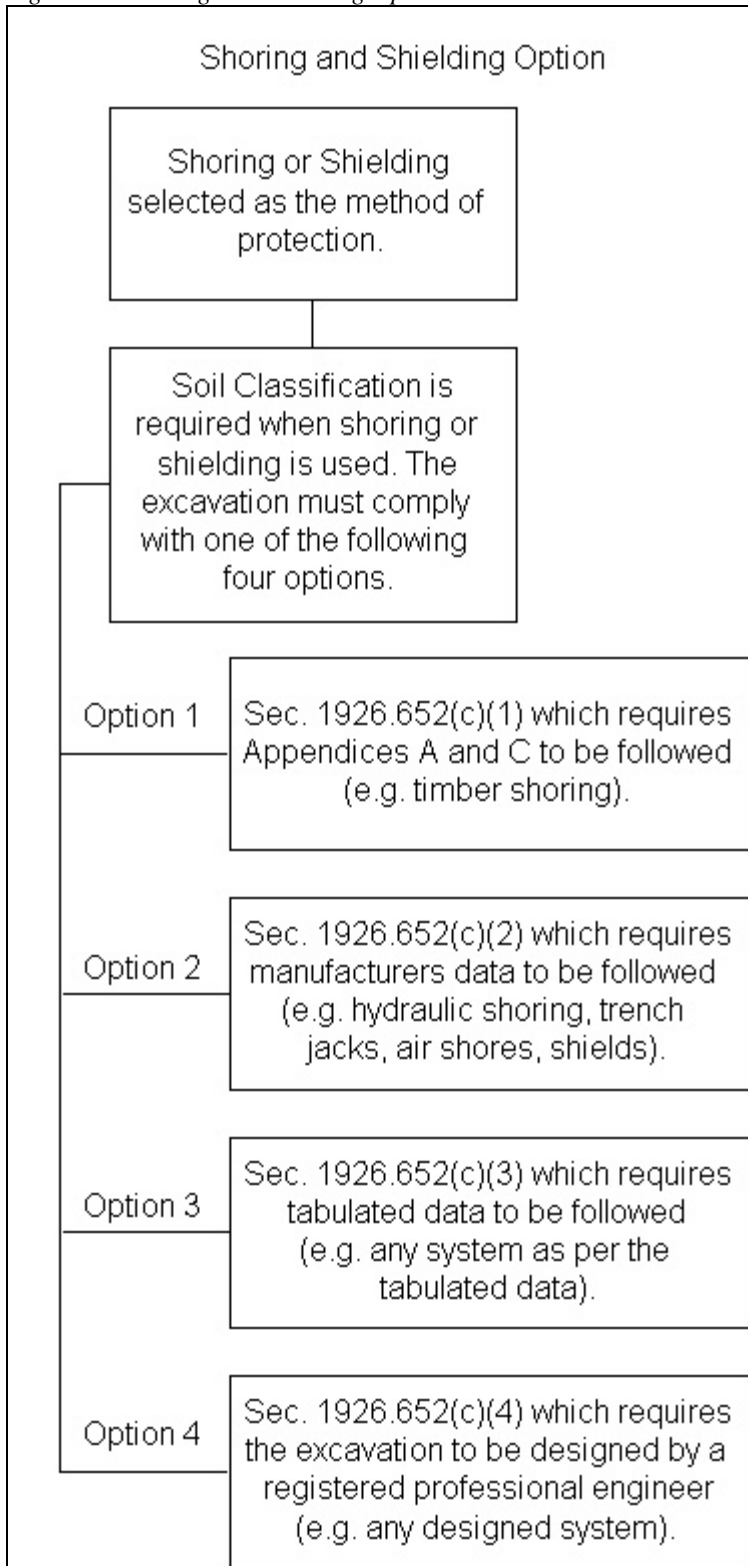 Shoring and Shielding Option
Shoring or Shielding
selected as the method of
protection.
Soil Classification is
required when shoring or
shielding is used. The
excavation must comply
with one of the following
four options.
Option 1
Sec. 1926.652(c)(1) which requires
Appendices A and C to be followed
(e.g. timber shoring).
Option 2
Sec. 1926.652(c)(2) which requires
manufacturers data to be followed
(e.g. hydraulic shoring, trench
jacks, air shores, shields).
Option 3
Sec. 1926.652(c)(3) which requires
tabulated data to be followed
(e.g. any system as per the
tabulated data).
Option 4
Sec. 1926.652(c)(4) which requires
the excavation to be designed by a
registered professional engineer
(e.g. any designed system).